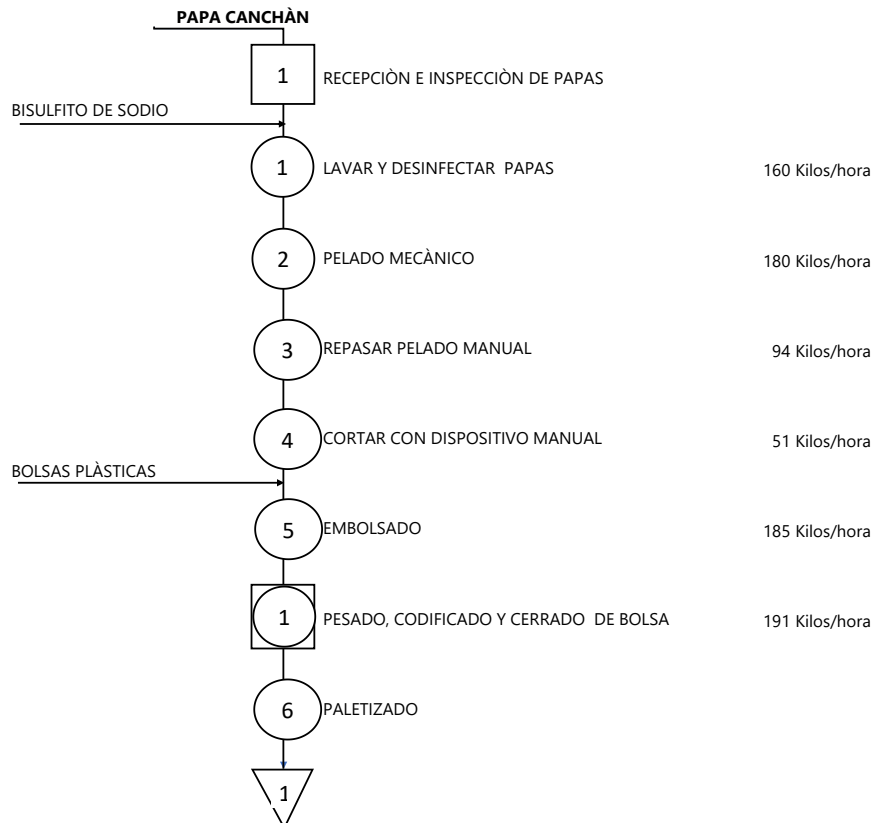 PAPA CANCHÀN
1 RECEPCIÒN E INSPECCIÒN DE PAPAS
BISULFITO DE SODIO
1 LAVAR Y DESINFECTAR PAPAS 160 Kilos/hora
2 PELADO MECÀNICO 180 Kilos/hora
3 REPASAR PELADO MANUAL 94 Kilos/hora
4 CORTAR CON DISPOSITIVO MANUAL 51 Kilos/hora
BOLSAS PLÀSTICAS
5 EMBOLSADO 185 Kilos/hora
1 PESADO, CODIFICADO Y CERRADO DE BOLSA 191 Kilos/hora
6 PALETIZADO
1